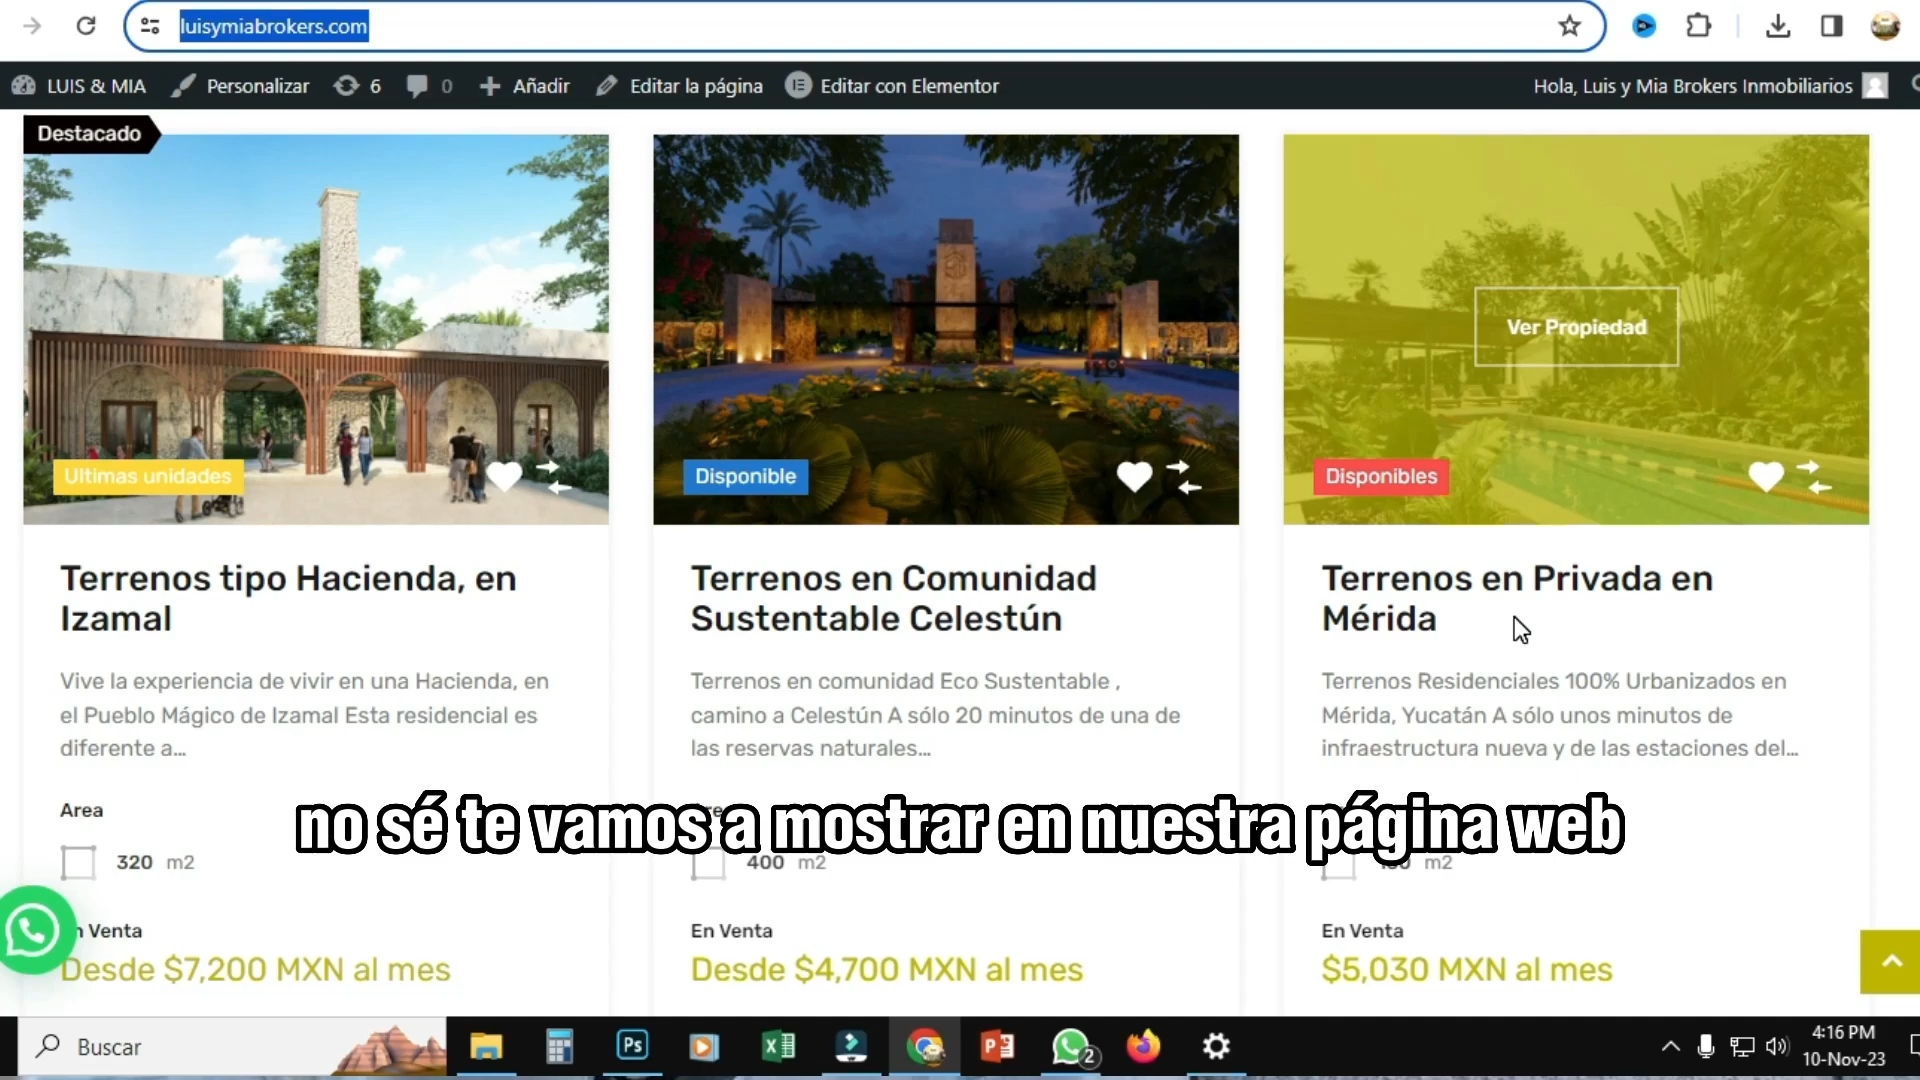 luisymiabrokers.com
LUIS & MIA Personalizar 6 0 Añadir Editar la página Editar con Elementor Hola, Luis y Mia Brokers Inmobiliarios
Destacado
Ver Propiedad
Ultimas unidades
Disponible
Disponibles
Terrenos tipo Hacienda, en
Izamal
Vive la experiencia de vivir en una Hacienda, en
el Pueblo Mágico de Izamal Esta residencial es
diferente a...
Area
320 m2
En Venta
Desde $7,200 MXN al mes
Terrenos en Comunidad
Sustentable Celestún
Terrenos en comunidad Eco Sustentable ,
camino a Celestún A sólo 20 minutos de una de
las reservas naturales...
400 m2
En Venta
Desde $4,700 MXN al mes
Terrenos en Privada en
Mérida
Terrenos Residenciales 100% Urbanizados en
Mérida, Yucatán A sólo unos minutos de
infraestructura nueva y de las estaciones del...
m2
En Venta
$5,030 MXN al mes
no sé te vamos a mostrar en nuestra página web
Buscar
Ps
2
4:16 PM
10-Nov-23